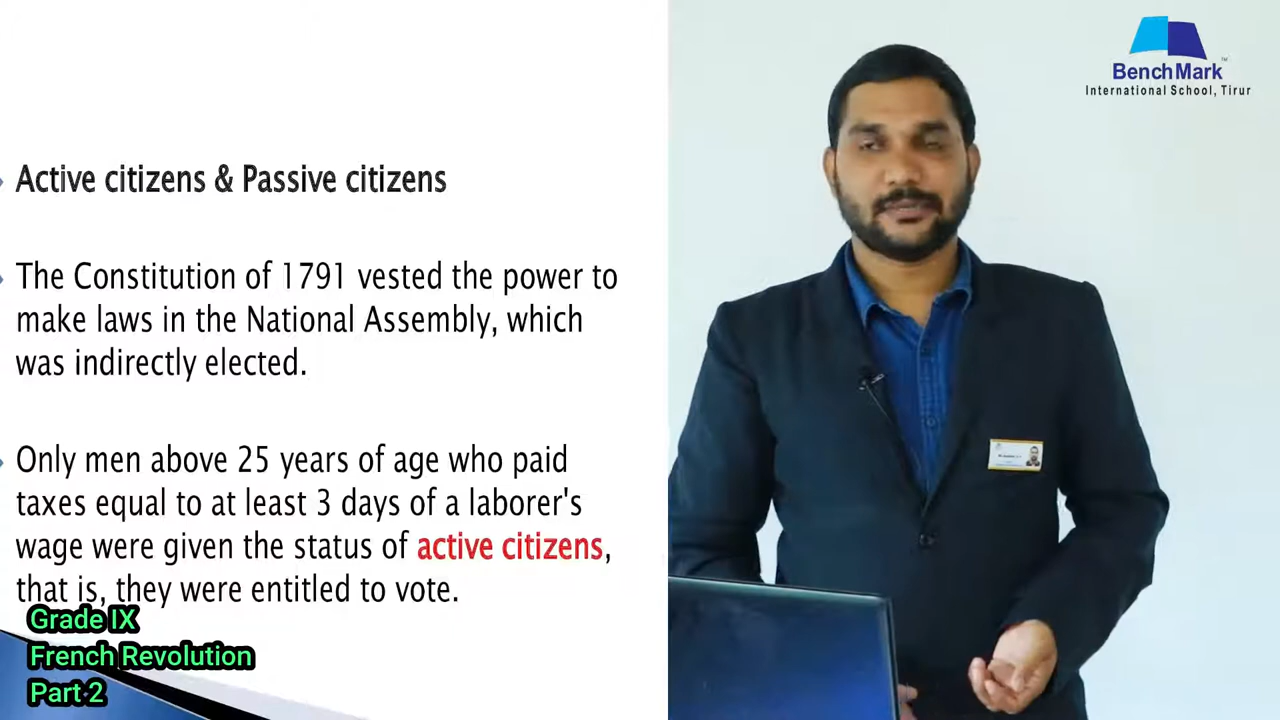 Active citizens & Passive citizens
The Constitution of 1791 vested the power to
make laws in the National Assembly, which
was indirectly elected.
Only men above 25 years of age who paid
taxes equal to at least 3 days of a laborer's
wage were given the status of active citizens,
that is, they were entitled to vote.
Grade IX
French Revolution
Part 2
BenchMark
International School, Tirur